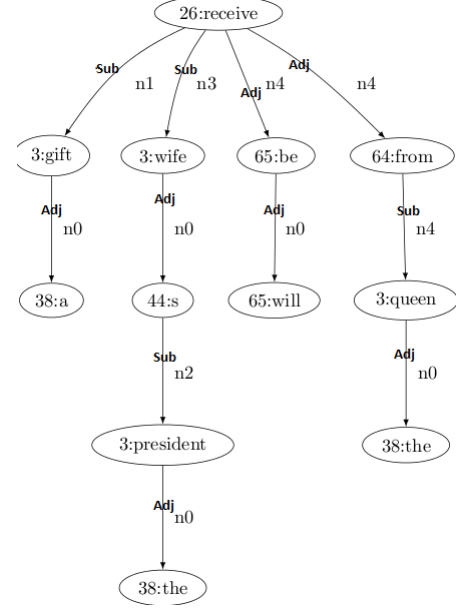 26:receive
Sub n1 Sub n3 Adj n4 Adj n4
3:gift 3:wife 65:be 64:from
Adj n0 Adj n0 Adj n0 Sub n4
38:a 44:s 65:will 3:queen
Sub n2 Adj n0
3:president 38:the
Adj n0
38:the